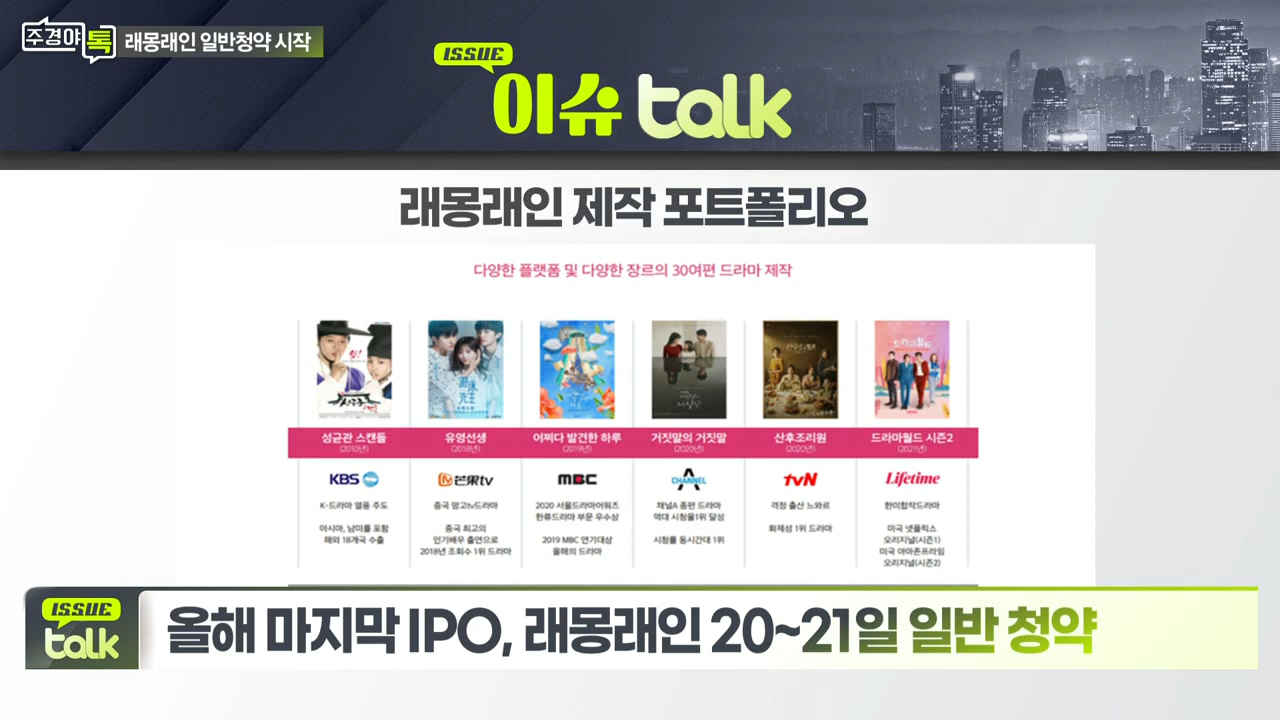 주경야
톡
래몽래인 일반청약 시작
ISSUE
이슈 talk
래몽래인 제작 포트폴리오
다양한 플랫폼 및 다양한 장르의 30여편 드라마 제작
성균관 스캔들
(2010년)
KBS
K-드라마 열풍 주도
아시아, 남미를 포함
해외 18개국 수출
유영선생
(2018년)
芒果tv
중국 망고tv드라마
중국 최고의
인기배우 출연으로
2018년 조회수 1위 드라마
어쩌다 발견한 하루
(2019년)
MBC
2020 서울드라마어워즈
한류드라마 부문 우수상
2019 MBC 연기대상
올해의 드라마
거짓말의 거짓말
(2020년)
CHANNEL A
채널A 종편 드라마
역대 시청율1위 달성
시청률 동시간대 1위
산후조리원
(2020년)
tvN
격정 출산 느와르
화제성 1위 드라마
드라마월드
드라마월드 시즌2
(2021년)
Lifetime
한미합작드라마
미국 넷플릭스
오리지널(시즌1)
미국 아마존프라임
오리지널(시즌2)
ISSUE
talk
올해 마지막 IPO, 래몽래인 20~21일 일반 청약